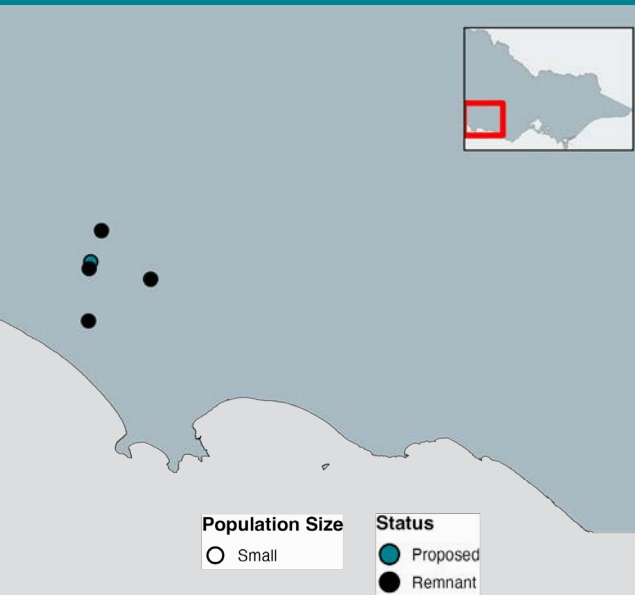 Population Size
Small
Status
Proposed
Remnant